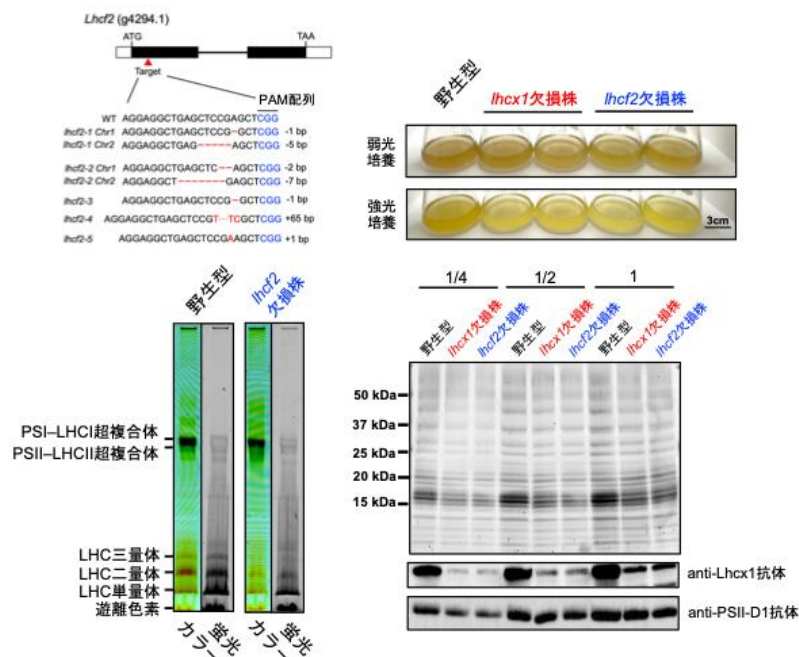 Lhcf2 (g4294.1)
ATG TAA
Target
PAM配列
WT AGGAGGCTGAGCTCCGAGCTCGG
lhcf2-1 Chr1 AGGAGGCTGAGCTCCG-GCTCGG -1 bp
lhcf2-1 Chr2 AGGAGGCTGAG-----AGCTCGG -5 bp
lhcf2-2 Chr1 AGGAGGCTGAGCTC--AGCTCGG -2 bp
lhcf2-2 Chr2 AGGAGGCT-------GAGCTCGG -7 bp
lhcf2-3 AGGAGGCTGAGCTCCG-GCTCGG -1 bp
lhcf2-4 AGGAGGCTGAGCTCCGT···TCGCTCGG +65 bp
lhcf2-5 AGGAGGCTGAGCTCCGAAGCTCGG +1 bp
野生型 lhcx1欠損株 lhcf2欠損株
弱光
培養
強光
培養
3cm
野生型 lhcf2
欠損株
PSI–LHCI超複合体
PSII–LHCII超複合体
LHC三量体
LHC二量体
LHC単量体
遊離色素
カラー 蛍光 カラー 蛍光
1/4 1/2 1
野生型 lhcx1欠損株 lhcf2欠損株 野生型 lhcx1欠損株 lhcf2欠損株 野生型 lhcx1欠損株 lhcf2欠損株
50 kDa
37 kDa
25 kDa
20 kDa
15 kDa
anti-Lhcx1抗体
anti-PSII-D1抗体